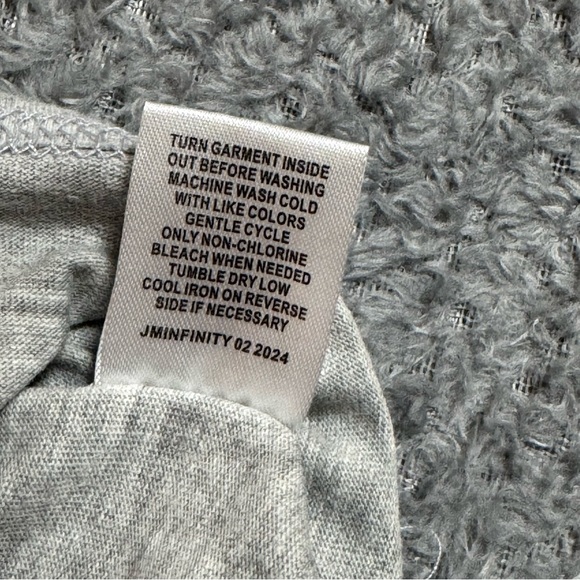 TURN GARMENT INSIDE
OUT BEFORE WASHING
MACHINE WASH COLD
WITH LIKE COLORS
GENTLE CYCLE
ONLY NON-CHLORINE
BLEACH WHEN NEEDED
TUMBLE DRY LOW
COOL IRON ON REVERSE
SIDE IF NECESSARY
JMINFINITY 02 2024